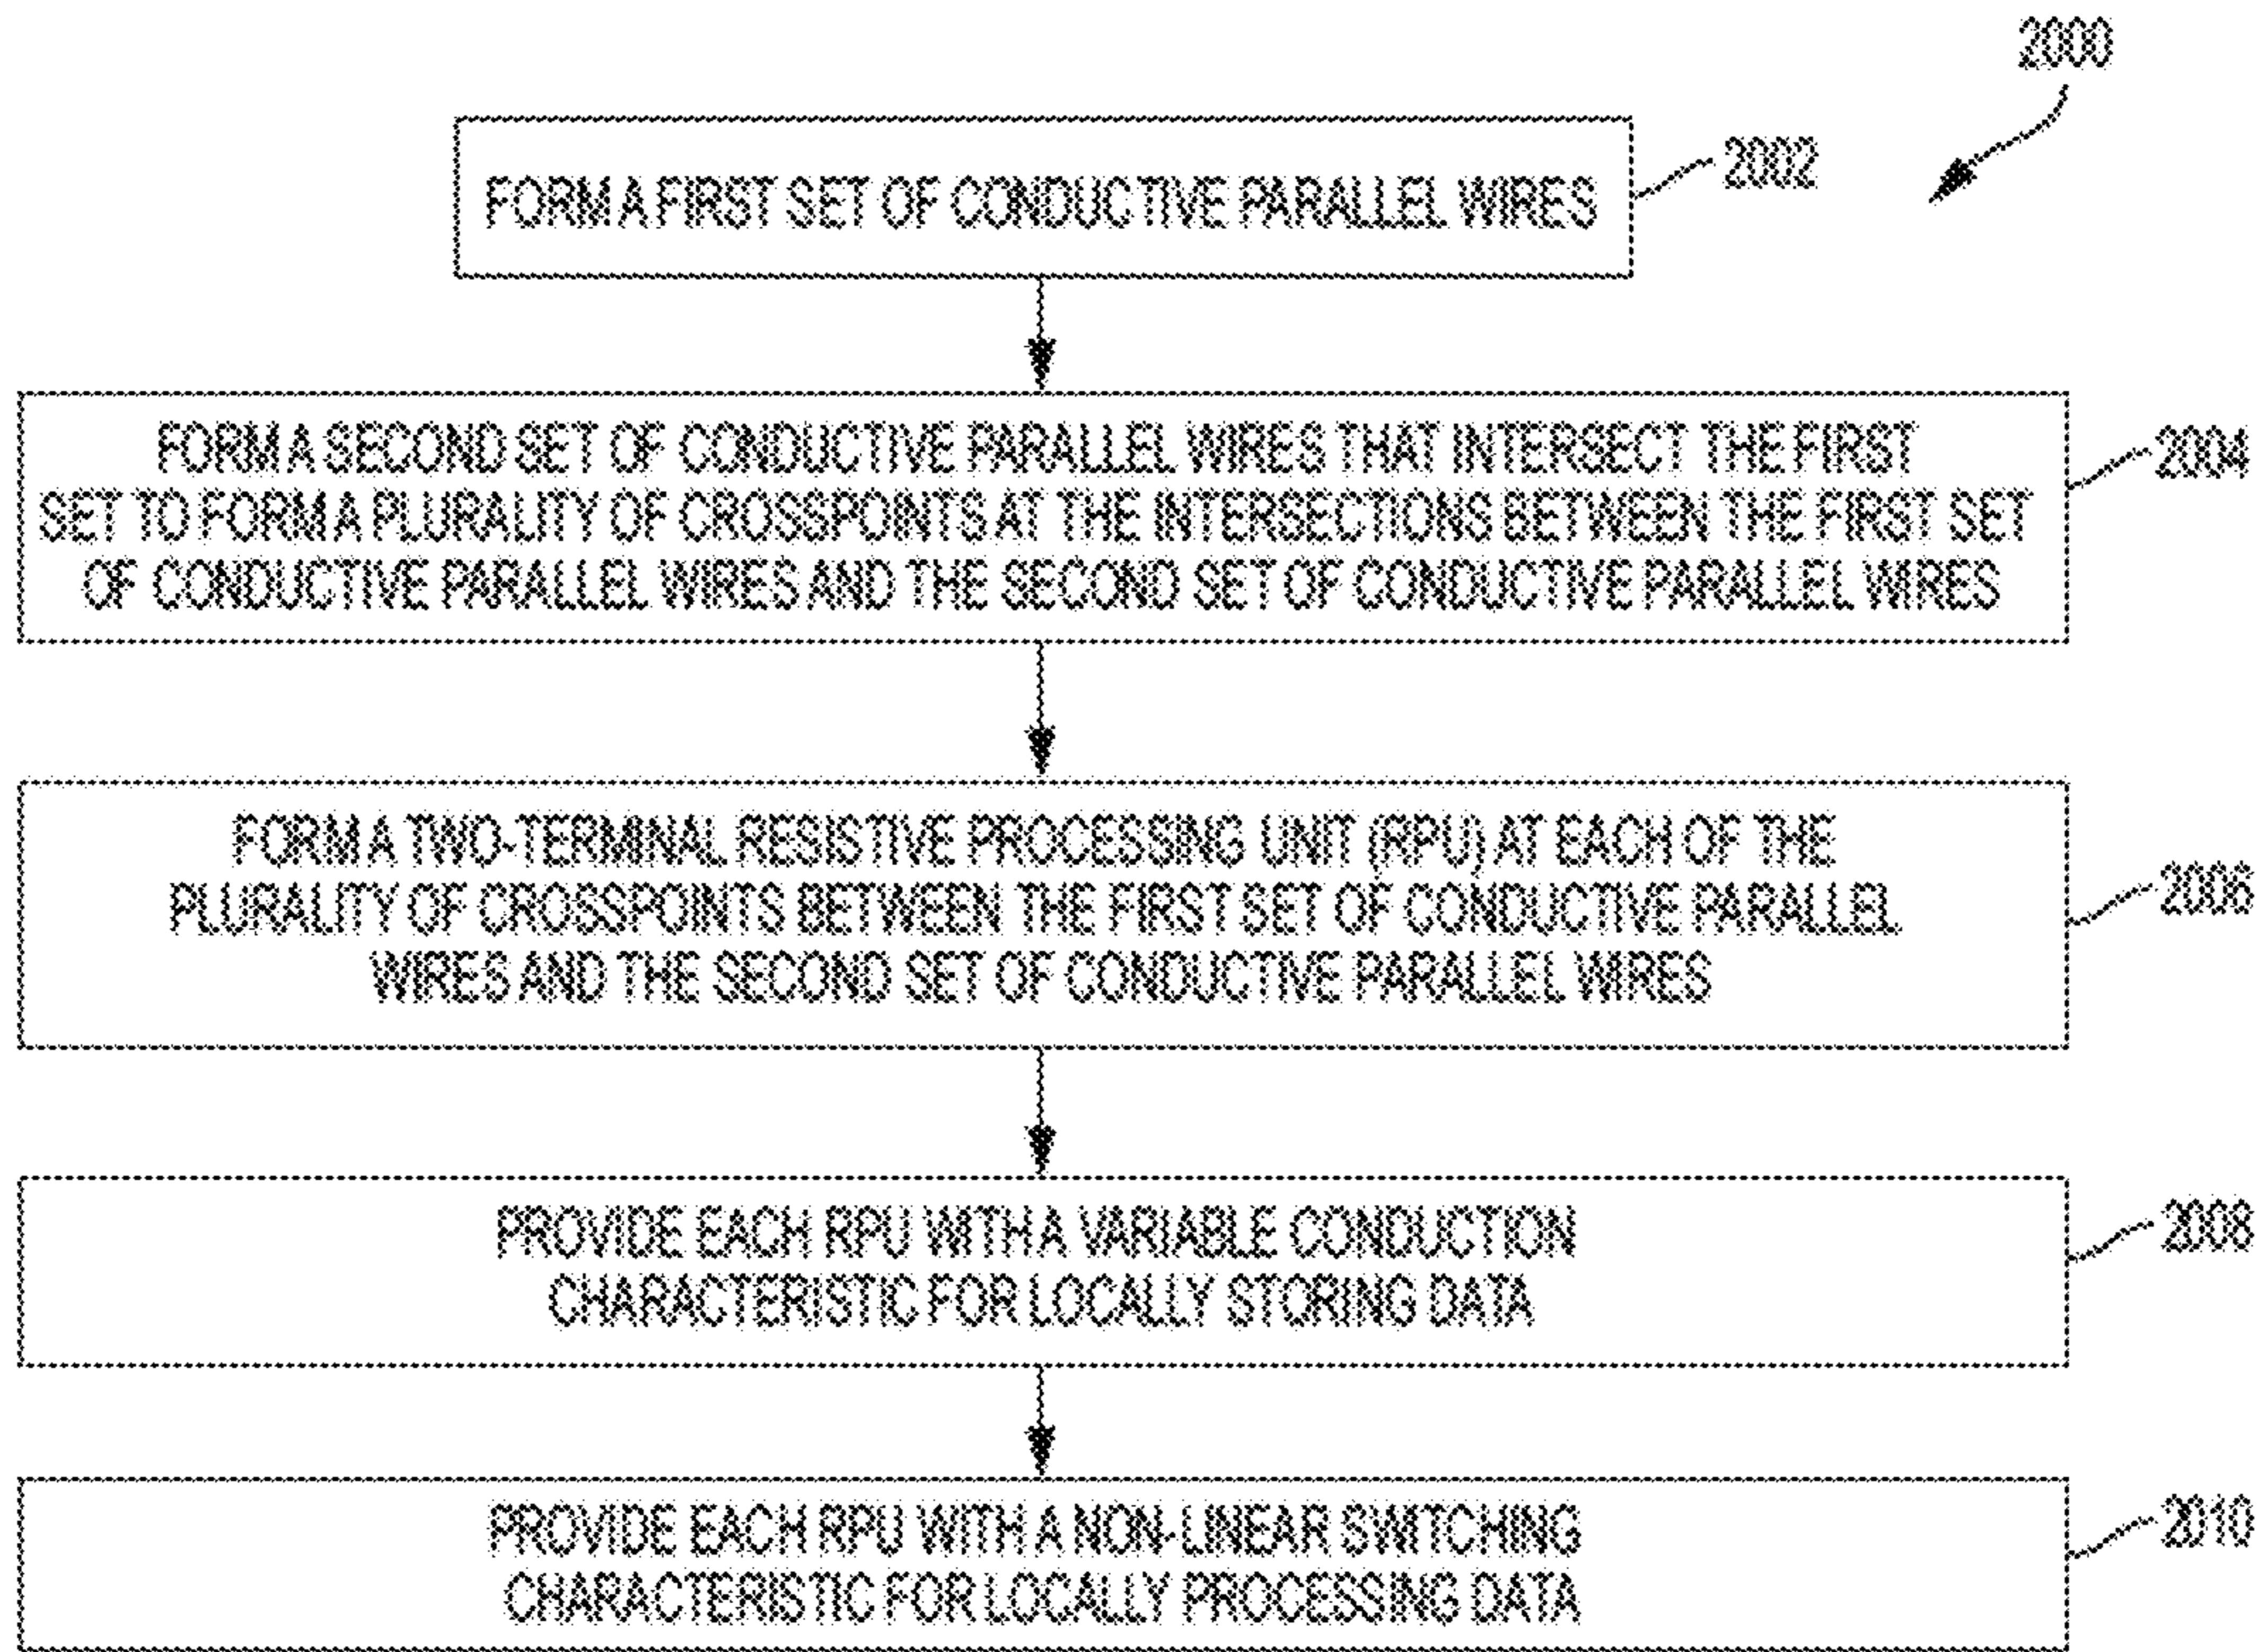 2000
FORM A FIRST SET OF CONDUCTIVE PARALLEL WIRES
2002
FORM A SECOND SET OF CONDUCTIVE PARALLEL WIRES THAT INTERSECT THE FIRST
SET TO FORM A PLURALITY OF CROSSPOINTS AT THE INTERSECTIONS BETWEEN THE FIRST SET
OF CONDUCTIVE PARALLEL WIRES AND THE SECOND SET OF CONDUCTIVE PARALLEL WIRES
2004
FORM A TWO-TERMINAL RESISTIVE PROCESSING UNIT (RPU) AT EACH OF THE
PLURALITY OF CROSSPOINTS BETWEEN THE FIRST SET OF CONDUCTIVE PARALLEL
WIRES AND THE SECOND SET OF CONDUCTIVE PARALLEL WIRES
2006
PROVIDE EACH RPU WITH A VARIABLE CONDUCTION
CHARACTERISTIC FOR LOCALLY STORING DATA
2008
PROVIDE EACH RPU WITH A NON-LINEAR SWITCHING
CHARACTERISTIC FOR LOCALLY PROCESSING DATA
2010